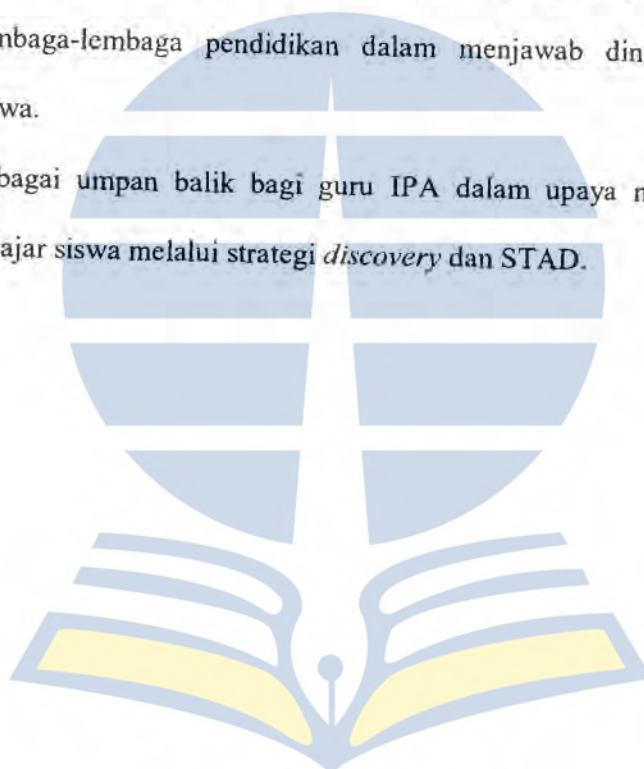 nbaga-lembaga pendidikan dalam menjawab din
wa.
bagai umpan balik bagi guru IPA dalam upaya
ajar siswa melalui strategi discovery dan STAD.